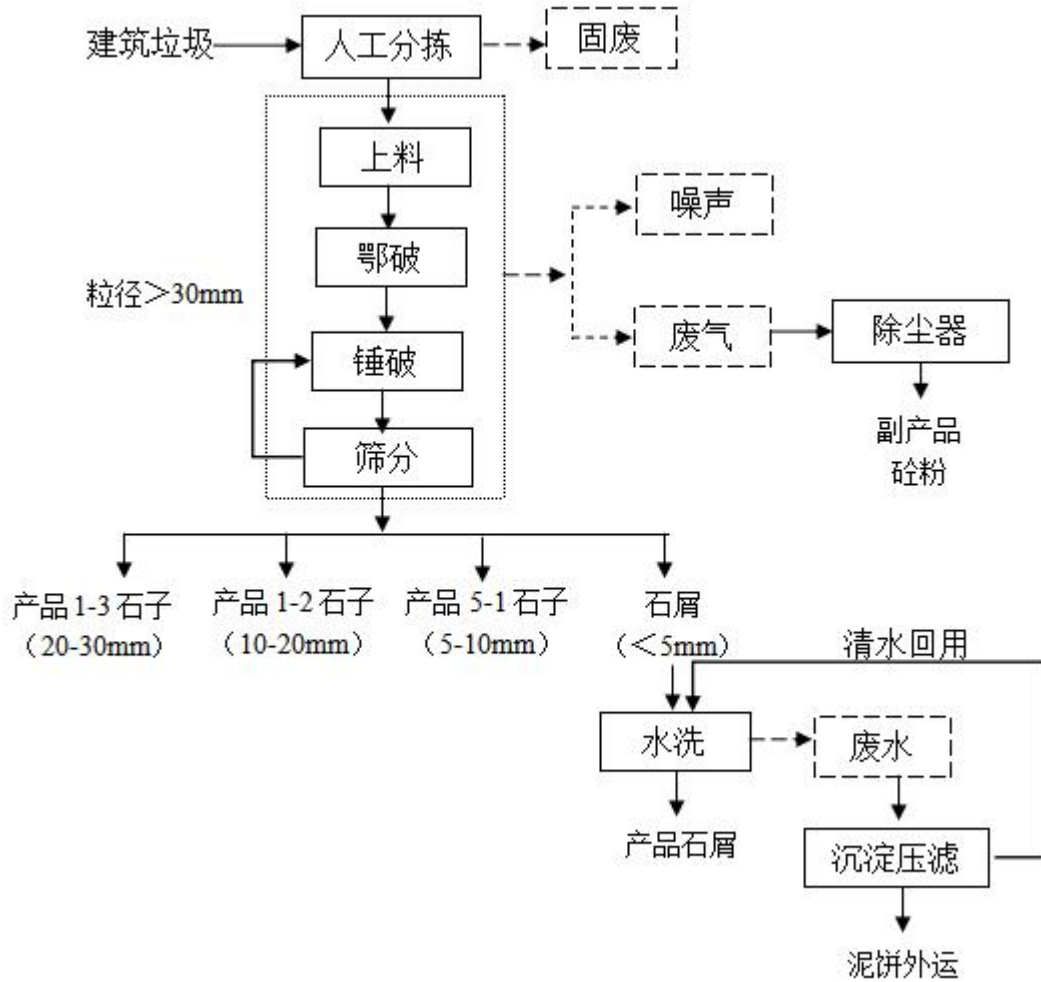 建筑垃圾
人工分拣
固废
上料
噪声
鄂破
粒径＞30mm
废气
除尘器
锤破
副产品
砼粉
筛分
产品 1-3 石子
（20-30mm）
产品 1-2 石子
（10-20mm）
产品 5-1 石子
（5-10mm）
石屑
（＜5mm）
清水回用
水洗
废水
产品石屑
沉淀压滤
泥饼外运